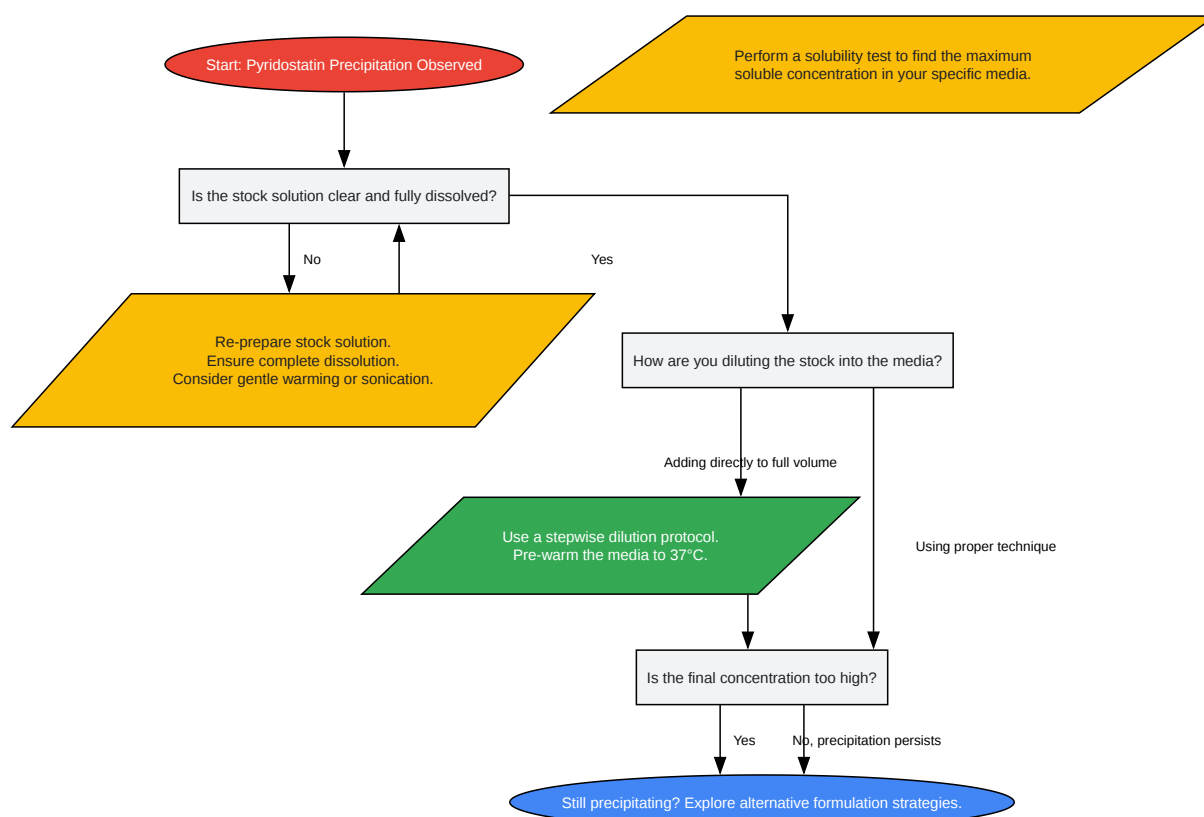 Start: Pyridostatin Precipitation Observed
Perform a solubility test to find the maximum
soluble concentration in your specific media.
Is the stock solution clear and fully dissolved?
No
Yes
Re-prepare stock solution.
Ensure complete dissolution.
Consider gentle warming or sonication.
How are you diluting the stock into the media?
Adding directly to full volume
Use a stepwise dilution protocol.
Pre-warm the media to 37°C.
Using proper technique
Is the final concentration too high?
Yes
No, precipitation persists
Still precipitating? Explore alternative formulation strategies.